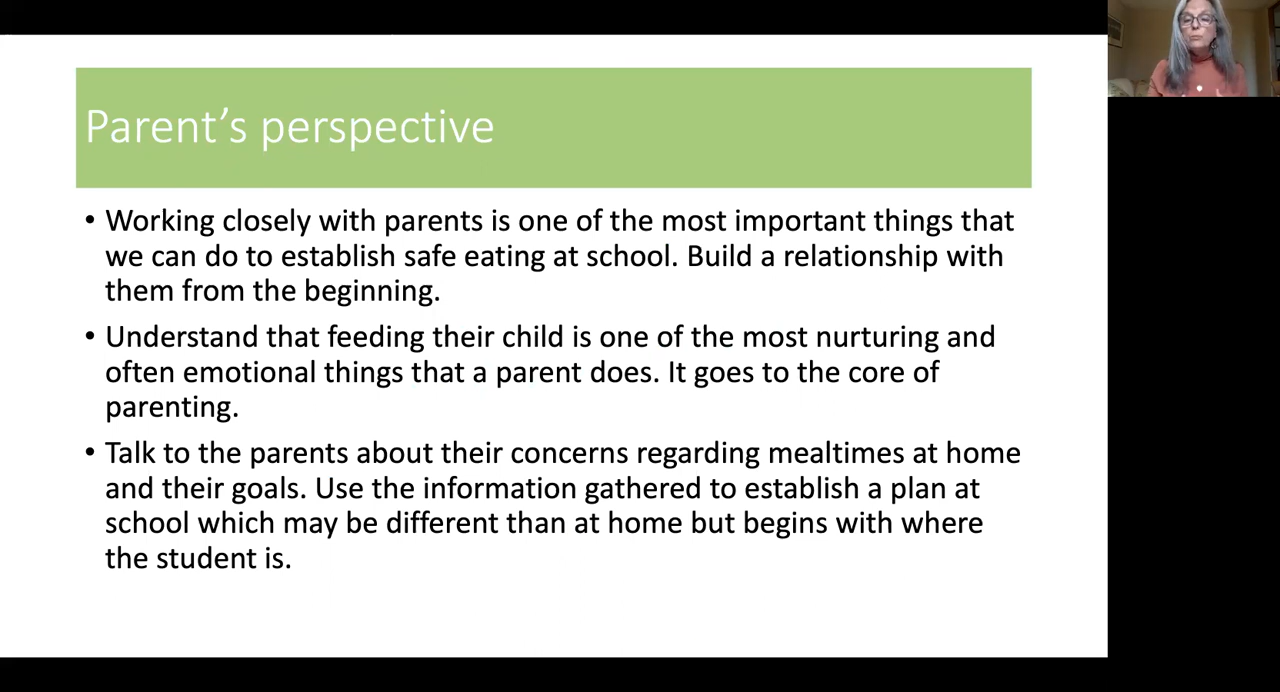 Parent’s perspective
• Working closely with parents is one of the most important things that
we can do to establish safe eating at school. Build a relationship with
them from the beginning.
• Understand that feeding their child is one of the most nurturing and
often emotional things that a parent does. It goes to the core of
parenting.
• Talk to the parents about their concerns regarding mealtimes at home
and their goals. Use the information gathered to establish a plan at
school which may be different than at home but begins with where
the student is.